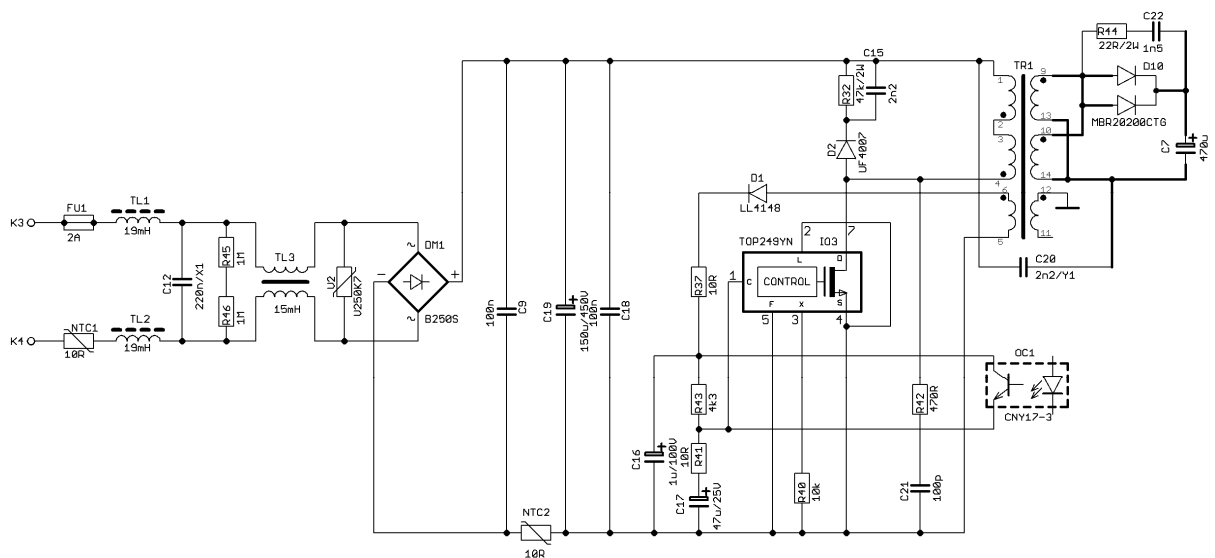 C22
R44
22R/2W
1n5
C15
TR1
9
D10
1
R32
47k/2W
2n2
13
MBR20200CTG
2
10
3
D2
UF4007
C7
470u
4
14
D1
6
12
LL4148
K3
FU1
2A
TL1
19mH
2
7
TOP249YN
IO3
5
11
DM1
TL3
R45
1M
C12
220n/X1
U2
U250K7
L
D
C20
2n2/Y1
1
C
CONTROL
S
F
X
R37
10R
R46
1M
15mH
B250S
5
3
4
100n
C9
C19
150u/450V
100n
C18
NTC1
TL2
K4
10R
19mH
OC1
R43
4k3
R42
470R
CNY17-3
C16
1u/100V
10R
R41
C17
47u/25V
R40
10k
C21
100p
NTC2
10R